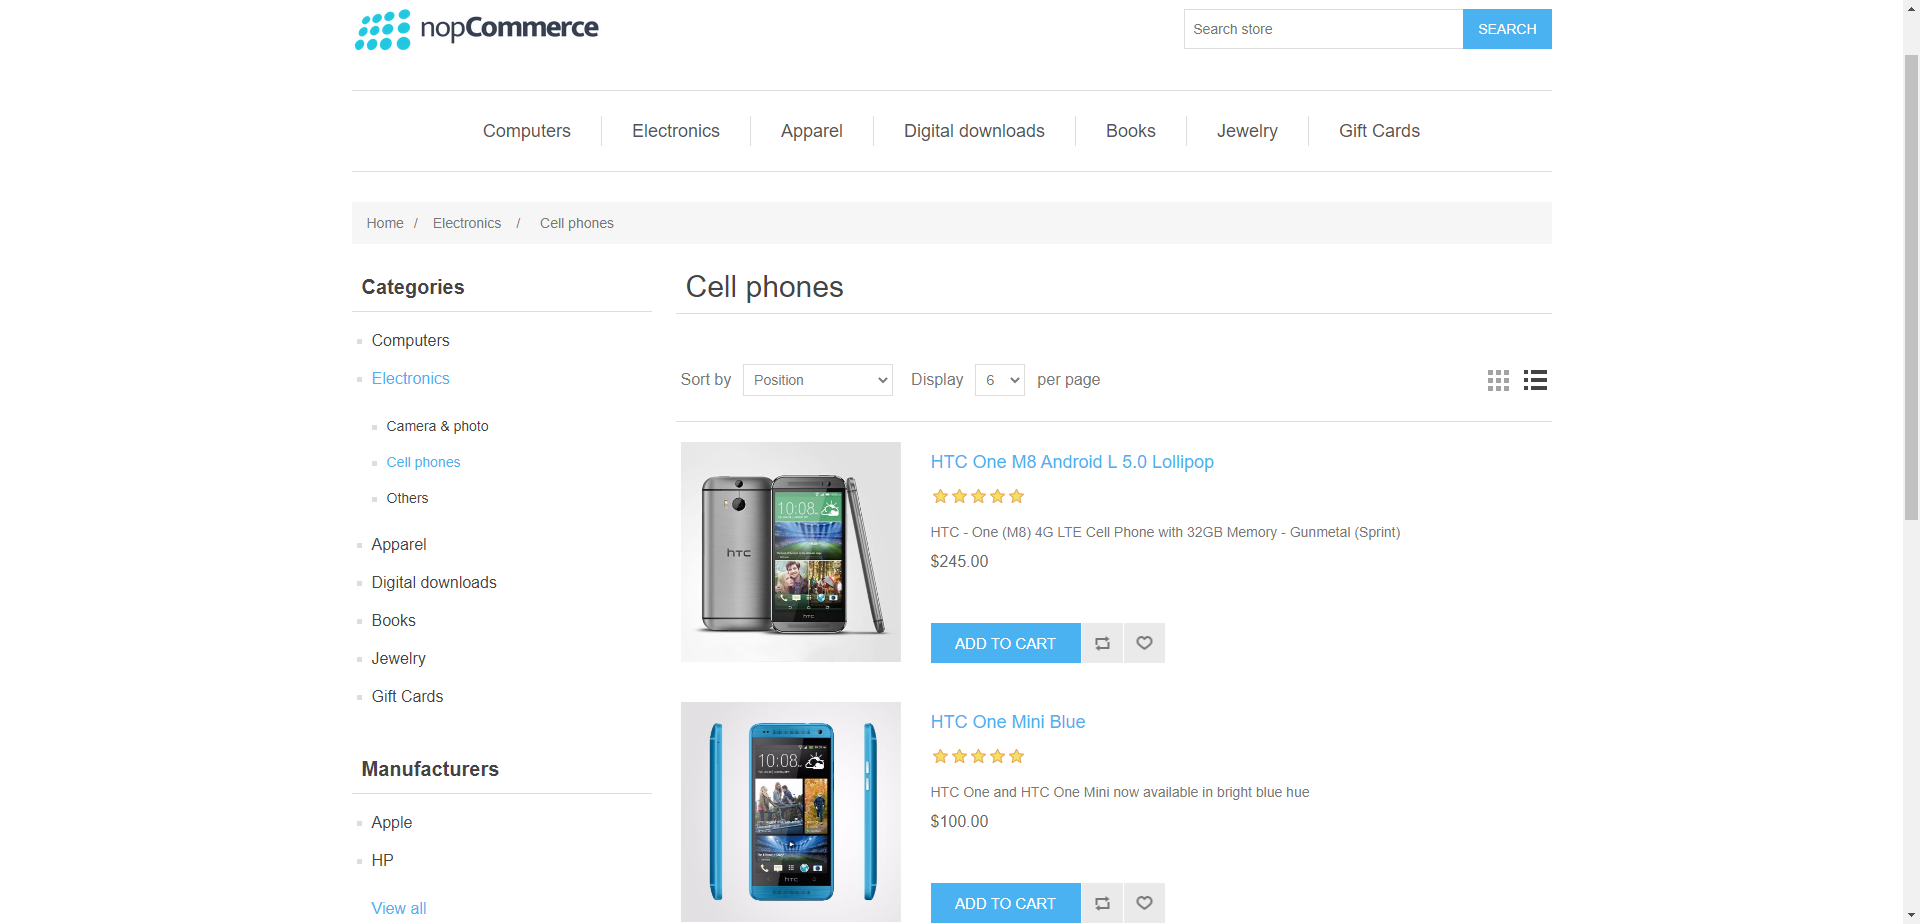 nopCommerce
Search store
SEARCH
Computers
Electronics
Apparel
Digital downloads
Books
Jewelry
Gift Cards
Home / Electronics / Cell phones
Categories
Computers
Electronics
Camera & photo
Cell phones
Others
Apparel
Digital downloads
Books
Jewelry
Gift Cards
Manufacturers
Apple
HP
View all
Cell phones
Sort by Position Display 6 per page
hTC
10:08
hTC
HTC One M8 Android L 5.0 Lollipop
HTC - One (M8) 4G LTE Cell Phone with 32GB Memory - Gunmetal (Sprint)
$245.00
ADD TO CART
10:08
hTC
HTC One Mini Blue
HTC One and HTC One Mini now available in bright blue hue
$100.00
ADD TO CART